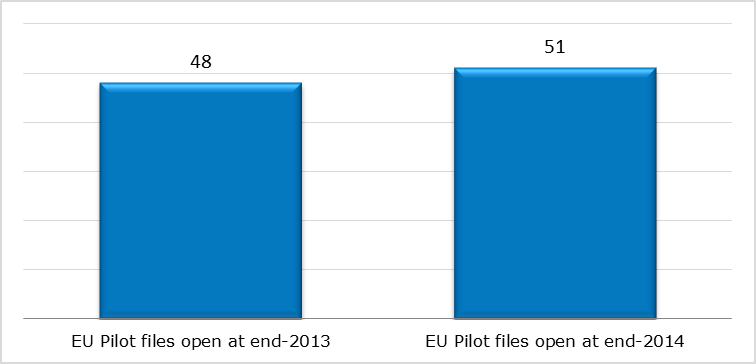 48
51
EU Pilot files open at end-2013
EU Pilot files open at end-2014